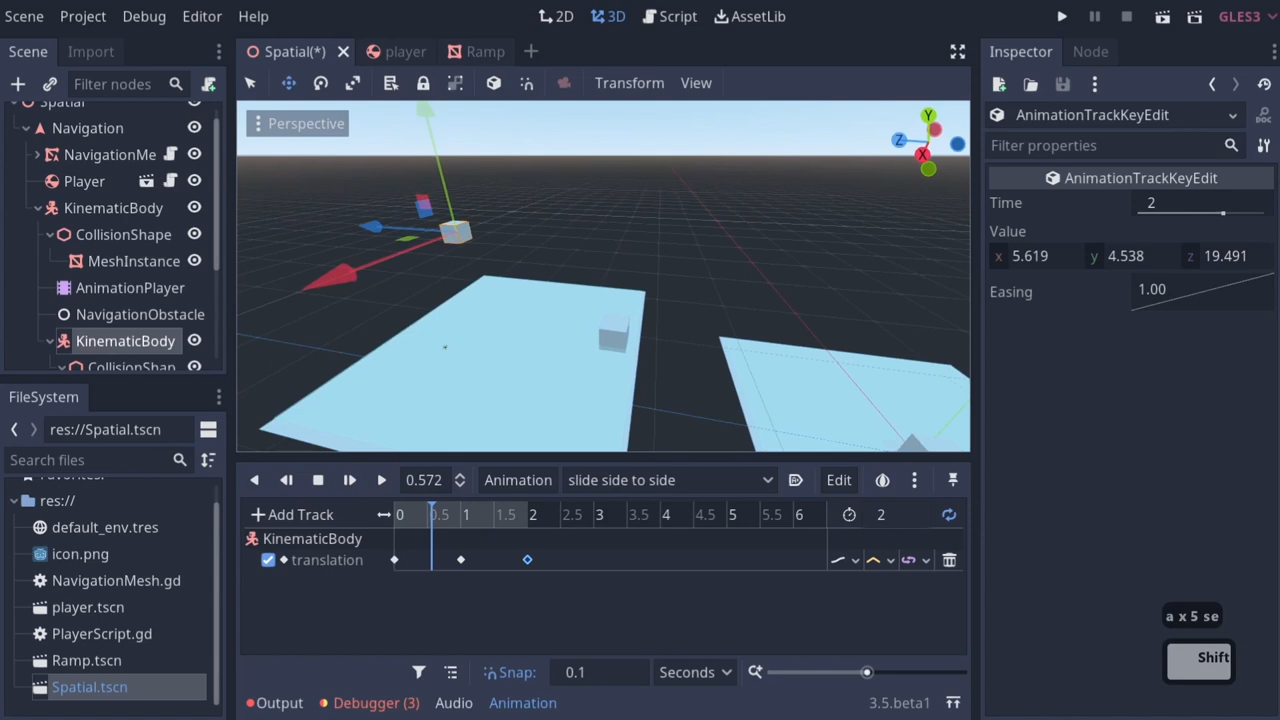 Scene Project Debug Editor Help 2D 3D Script AssetLib GLES3
Scene Import Spatial(*) player Ramp Inspector Node
Filter nodes Transform View
Spatial
Navigation
NavigationMe
Player
KinematicBody
CollisionShape
MeshInstance
AnimationPlayer
NavigationObstacle
KinematicBody
CollisionShap
Perspective
Y
Z
X
AnimationTrackKeyEdit
Filter properties
AnimationTrackKeyEdit
Time 2
Value
x 5.619 y 4.538 z 19.491
Easing 1.00
FileSystem
res://Spatial.tscn
Search files
Favorites:
res://
default_env.tres
icon.png
NavigationMesh.gd
player.tscn
PlayerScript.gd
Ramp.tscn
Spatial.tscn
0.572 Animation slide side to side Edit
Add Track 0 0.5 1 1.5 2 2.5 3 3.5 4 4.5 5 5.5 6 2
KinematicBody
translation
Snap: 0.1 Seconds
Output Debugger (3) Audio Animation 3.5.beta1
a x 5 se
Shift